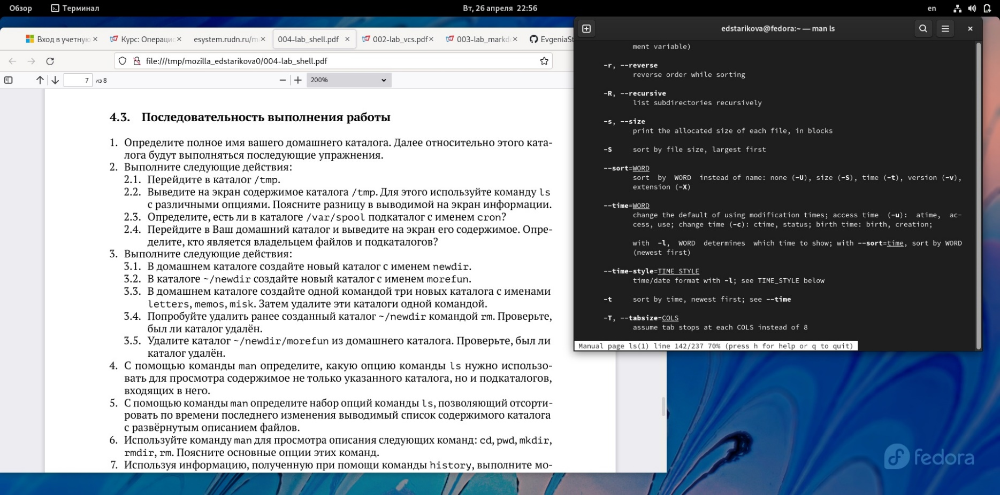 Обзор
Терминал
Вт, 26 апреля 22:56
en
Вход в учетную
Курс: Операцис
esystem.rudn.ru/m
004-lab_shell.pdf
002-lab_vcs.pdf
003-lab_markdo
EvgeniaSt
file:///tmp/mozilla_edstarikova0/004-lab_shell.pdf
7 из 8
200%
4.3. Последовательность выполнения работы
1. Определите полное имя вашего домашнего каталога. Далее относительно этого ката-
лога будут выполняться последующие упражнения.
2. Выполните следующие действия:
2.1. Перейдите в каталог /tmp.
2.2. Выведите на экран содержимое каталога /tmp. Для этого используйте команду ls
с различными опциями. Поясните разницу в выводимой на экран информации.
2.3. Определите, есть ли в каталоге /var/spool подкаталог с именем cron?
2.4. Перейдите в Ваш домашний каталог и выведите на экран его содержимое. Опре-
делите, кто является владельцем файлов и подкаталогов?
3. Выполните следующие действия:
3.1. В домашнем каталоге создайте новый каталог с именем newdir.
3.2. В каталоге ~/newdir создайте новый каталог с именем morefun.
3.3. В домашнем каталоге создайте одной командой три новых каталога с именами
letters, memos, misk. Затем удалите эти каталоги одной командой.
3.4. Попробуйте удалить ранее созданный каталог ~/newdir командой rm. Проверьте,
был ли каталог удалён.
3.5. Удалите каталог ~/newdir/morefun из домашнего каталога. Проверьте, был ли
каталог удалён.
4. С помощью команды man определите, какую опцию команды ls нужно использо-
вать для просмотра содержимое не только указанного каталога, но и подкаталогов,
входящих в него.
5. С помощью команды man определите набор опций команды ls, позволяющий отсорти-
ровать по времени последнего изменения выводимый список содержимого каталога
с развёрнутым описанием файлов.
6. Используйте команду man для просмотра описания следующих команд: cd, pwd, mkdir,
rmdir, rm. Поясните основные опции этих команд.
7. Используя информацию, полученную при помощи команды history, выполните мо-
edstarikova@fedora:~ — man ls
ment variable)
-r, --reverse
reverse order while sorting
-R, --recursive
list subdirectories recursively
-s, --size
print the allocated size of each file, in blocks
-S sort by file size, largest first
--sort=WORD
sort by WORD instead of name: none (-U), size (-S), time (-t), version (-v),
extension (-X)
--time=WORD
change the default of using modification times; access time (-u): atime, ac-
cess, use; change time (-c): ctime, status; birth time: birth, creation;
with -l, WORD determines which time to show; with --sort=time, sort by WORD
(newest first)
--time-style=TIME_STYLE
time/date format with -l; see TIME_STYLE below
-t sort by time, newest first; see --time
-T, --tabsize=COLS
assume tab stops at each COLS instead of 8
Manual page ls(1) line 142/237 70% (press h for help or q to quit)
fedora